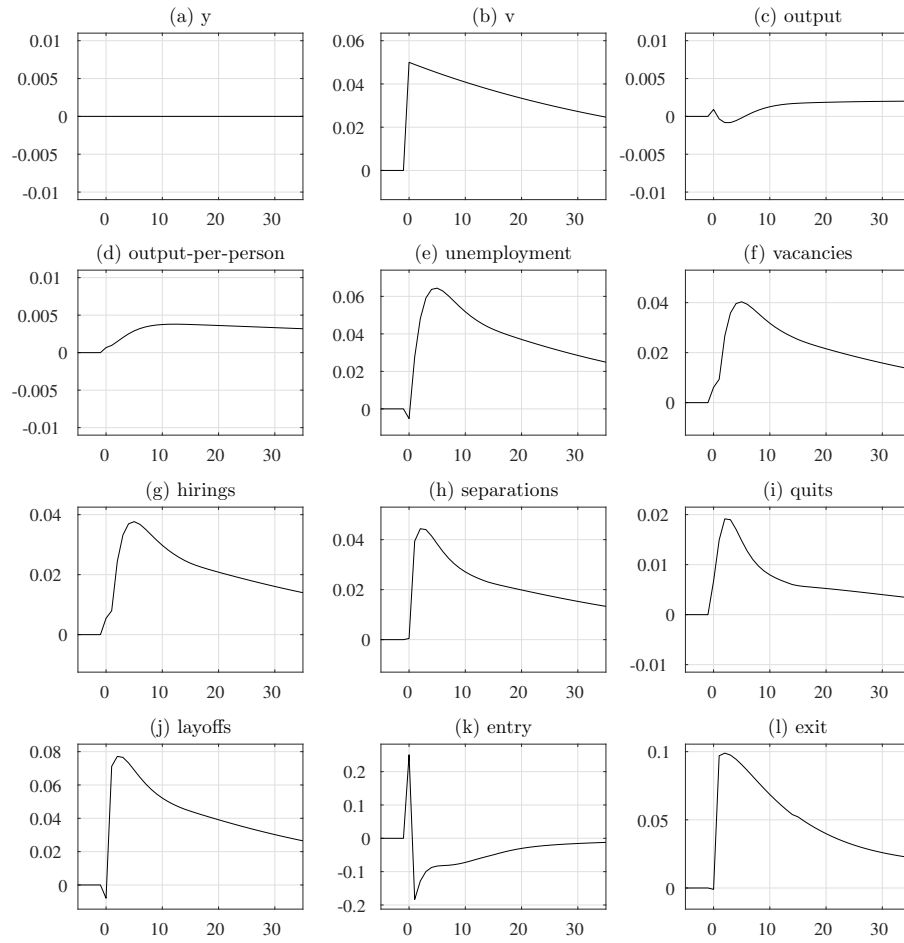 (a) y
(b) v
(c) output
0.01
0.005
0
-0.005
-0.01
0 10 20 30
0.06
0.04
0.02
0
0 10 20 30
0.01
0.005
0
-0.005
-0.01
0 10 20 30
(d) output-per-person
(e) unemployment
(f) vacancies
0.01
0.005
0
-0.005
-0.01
0 10 20 30
0.06
0.04
0.02
0
0 10 20 30
0.04
0.02
0
0 10 20 30
(g) hirings
(h) separations
(i) quits
0.04
0.02
0
0 10 20 30
0.04
0.02
0
0 10 20 30
0.02
0.01
0
-0.01
0 10 20 30
(j) layoffs
(k) entry
(l) exit
0.08
0.06
0.04
0.02
0
0 10 20 30
0.2
0.1
0
-0.1
-0.2
0 10 20 30
0.1
0.05
0
0 10 20 30